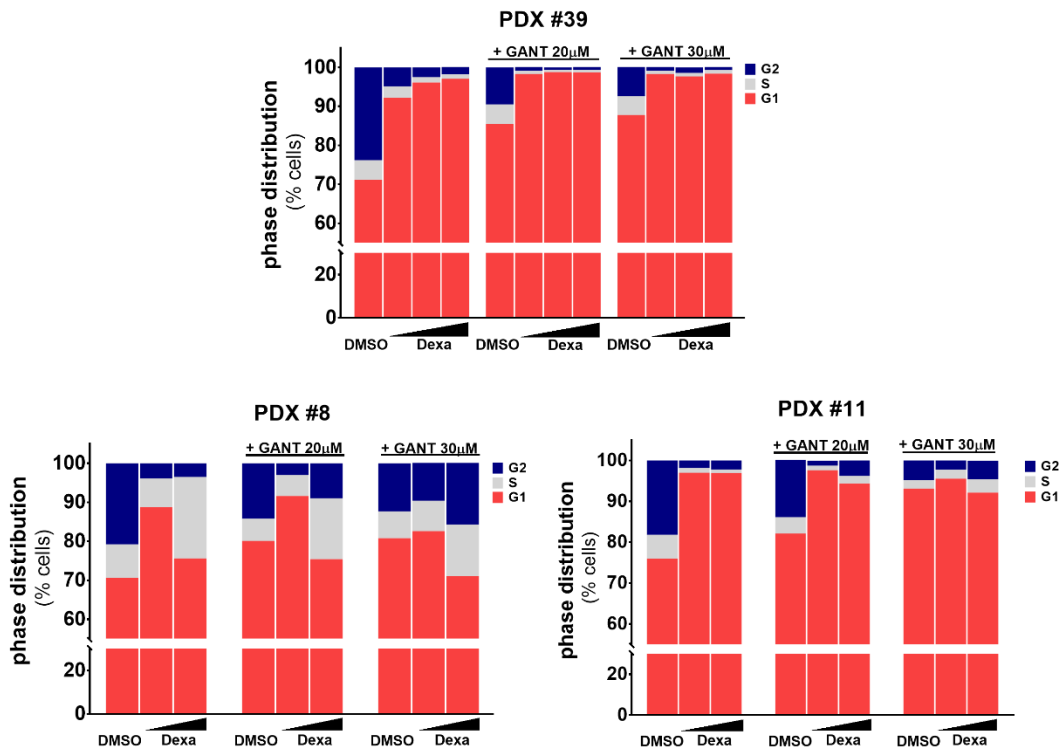 PDX #39
+ GANT 20μM + GANT 30μM
phase distribution
(% cells)
100
90
80
70
60
20
0
G2
S
G1
DMSO Dexa DMSO Dexa DMSO Dexa
PDX #8
+ GANT 20μM + GANT 30μM
phase distribution
(% cells)
100
90
80
70
60
20
0
G2
S
G1
DMSO Dexa DMSO Dexa DMSO Dexa
PDX #11
+ GANT 20μM + GANT 30μM
phase distribution
(% cells)
100
90
80
70
60
20
0
G2
S
G1
DMSO Dexa DMSO Dexa DMSO Dexa